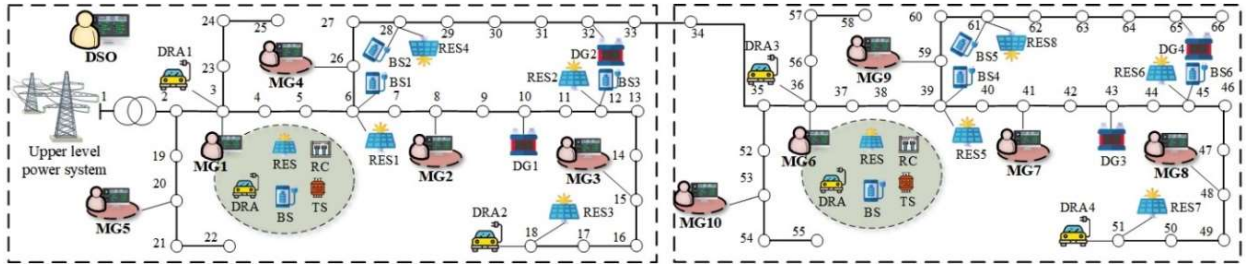 24
25
27
28
29
30
31
32
33
34
57
58
60
61
62
63
64
65
66
DSO
DRA1
MG4
BS2
RES4
DG2
DRA3
MG9
BS5
RES8
DG4
23
26
BS1
RES2
BS3
56
59
BS4
RES6
BS6
1
2
3
4
5
6
7
8
9
10
11
12
13
35
36
37
38
39
40
41
42
43
44
45
46
Upper level
power system
19
MG1
RES
RC
RES1
MG2
DG1
MG3
14
52
MG6
RES
RC
RES5
MG7
DG3
MG8
47
20
DRA
BS
TS
15
53
DRA
BS
TS
48
MG5
DRA2
RES3
MG10
DRA4
RES7
21
22
18
17
16
54
55
51
50
49